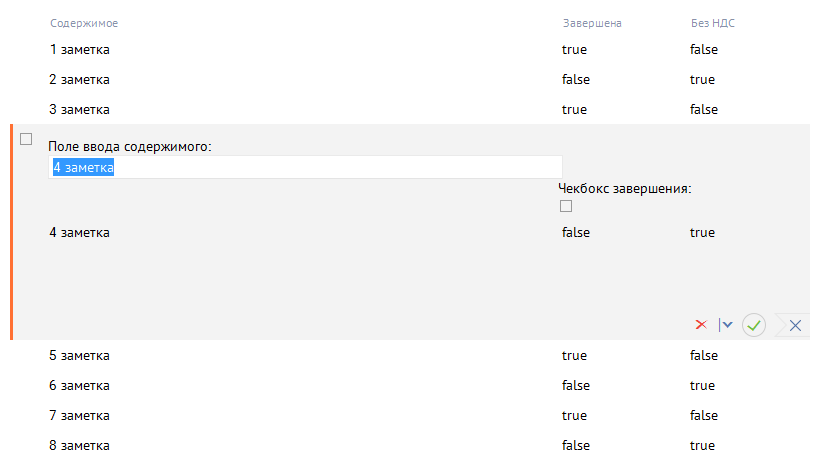 Содержимое Завершена Без НДС
1 заметка true false
2 заметка false true
3 заметка true false
Поле ввода содержимого:
4 заметка
Чекбокс завершения:
4 заметка false true
5 заметка true false
6 заметка false true
7 заметка true false
8 заметка false true